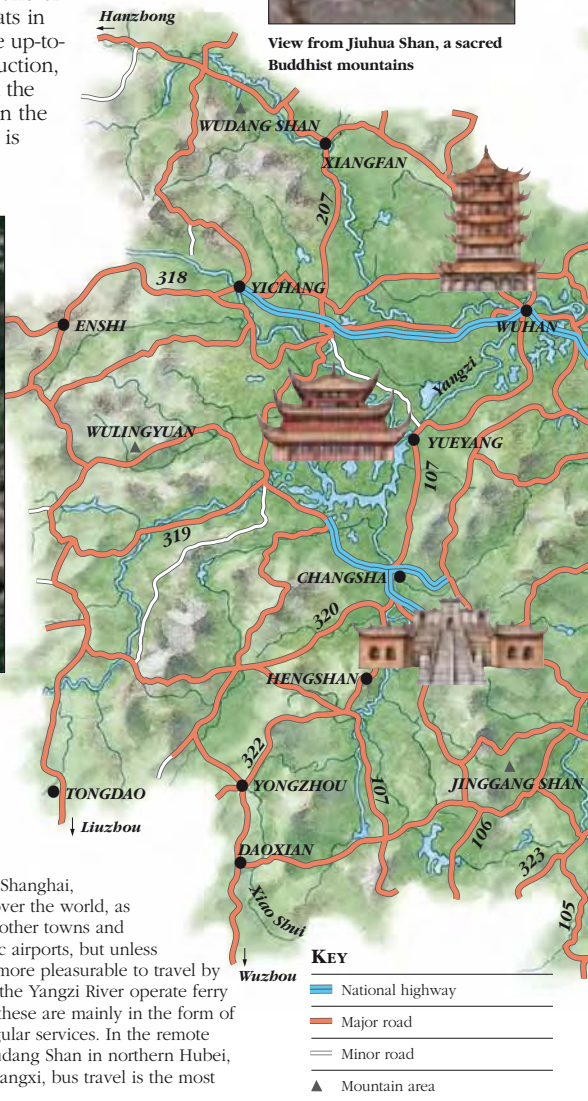 ats in
e up-to-
uction,
the
n the
is
View from Jiuhua Shan, a sacred
Buddhist mountains
Hanzhong
WUDANG SHAN
XIANGFAN
207
318
YICHANG
ENSHI
WUHAN
Yangzi
WULINGYUAN
YUEYANG
107
319
CHANGSHA
320
HENGSHAN
322
YONGZHOU
107
JINGGANG SHAN
TONGDAO
106
Liuzhou
DAOXIAN
323
105
Xiao Shui
Wuzhou
Shanghai,
over the world, as
other towns and
c airports, but unless
more pleasurable to travel by
the Yangzi River operate ferry
these are mainly in the form of
gular services. In the remote
udang Shan in northern Hubei,
angxi, bus travel is the most
KEY
National highway
Major road
Minor road
Mountain area